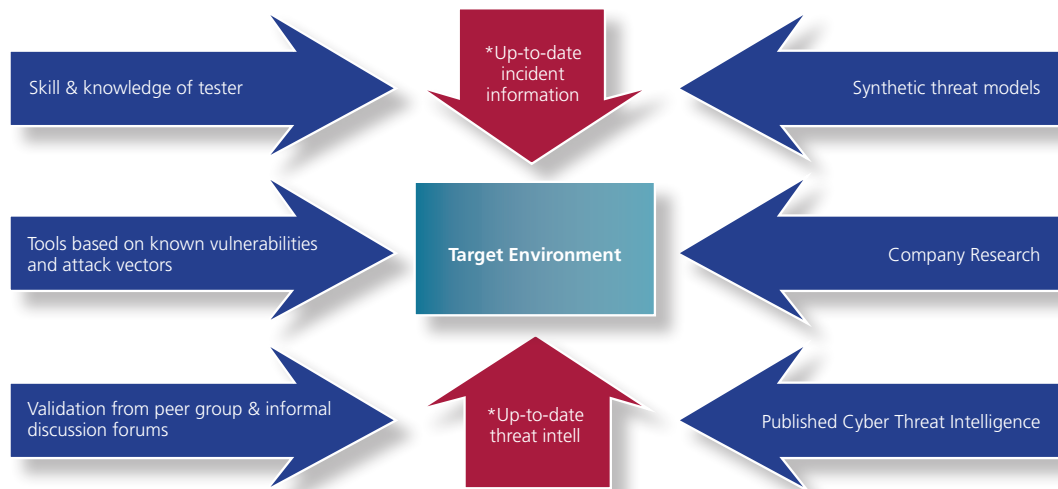 Skill & knowledge of tester
*Up-to-date
incident
information
Synthetic threat models
Tools based on known vulnerabilities
and attack vectors
Target Environment
Company Research
Validation from peer group & informal
discussion forums
*Up-to-date
threat intell
Published Cyber Threat Intelligence